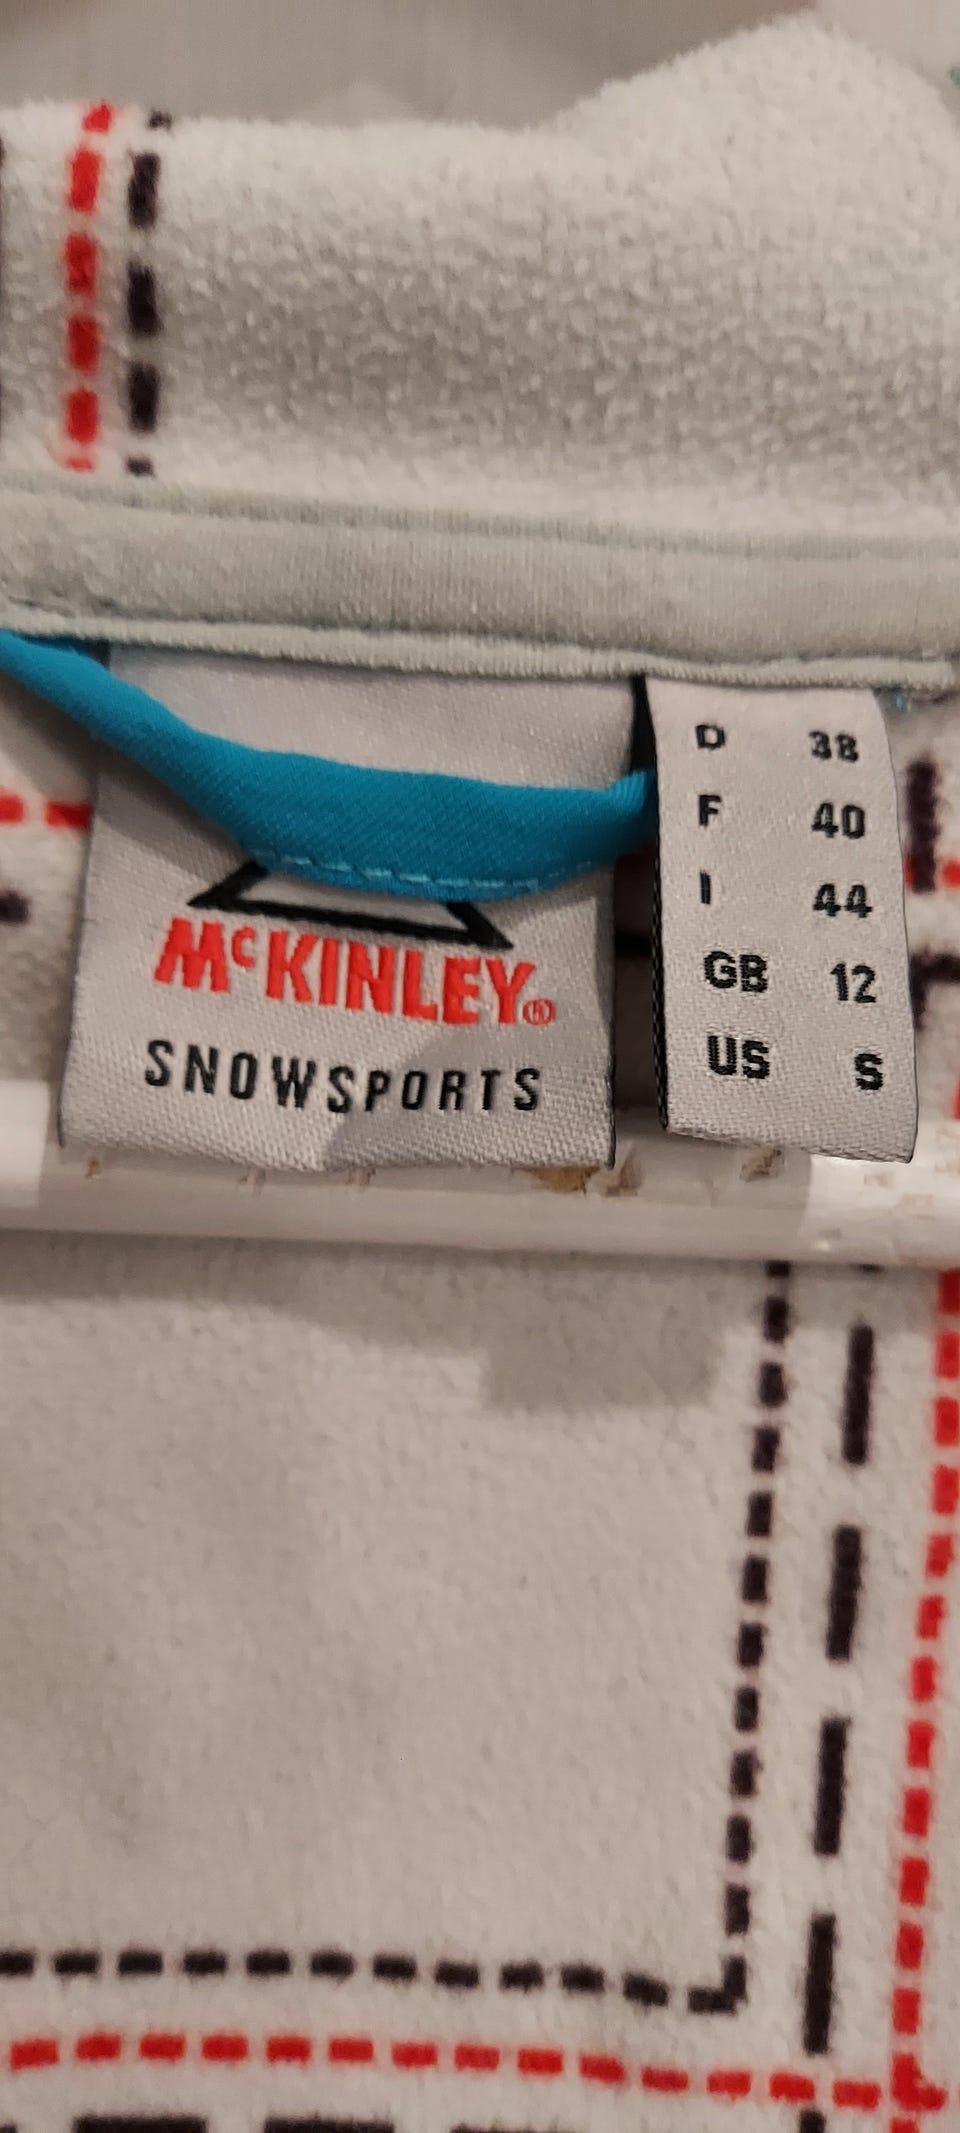 McKINLEY®
SNOWSPORTS
D 38
F 40
I 44
GB 12
US S